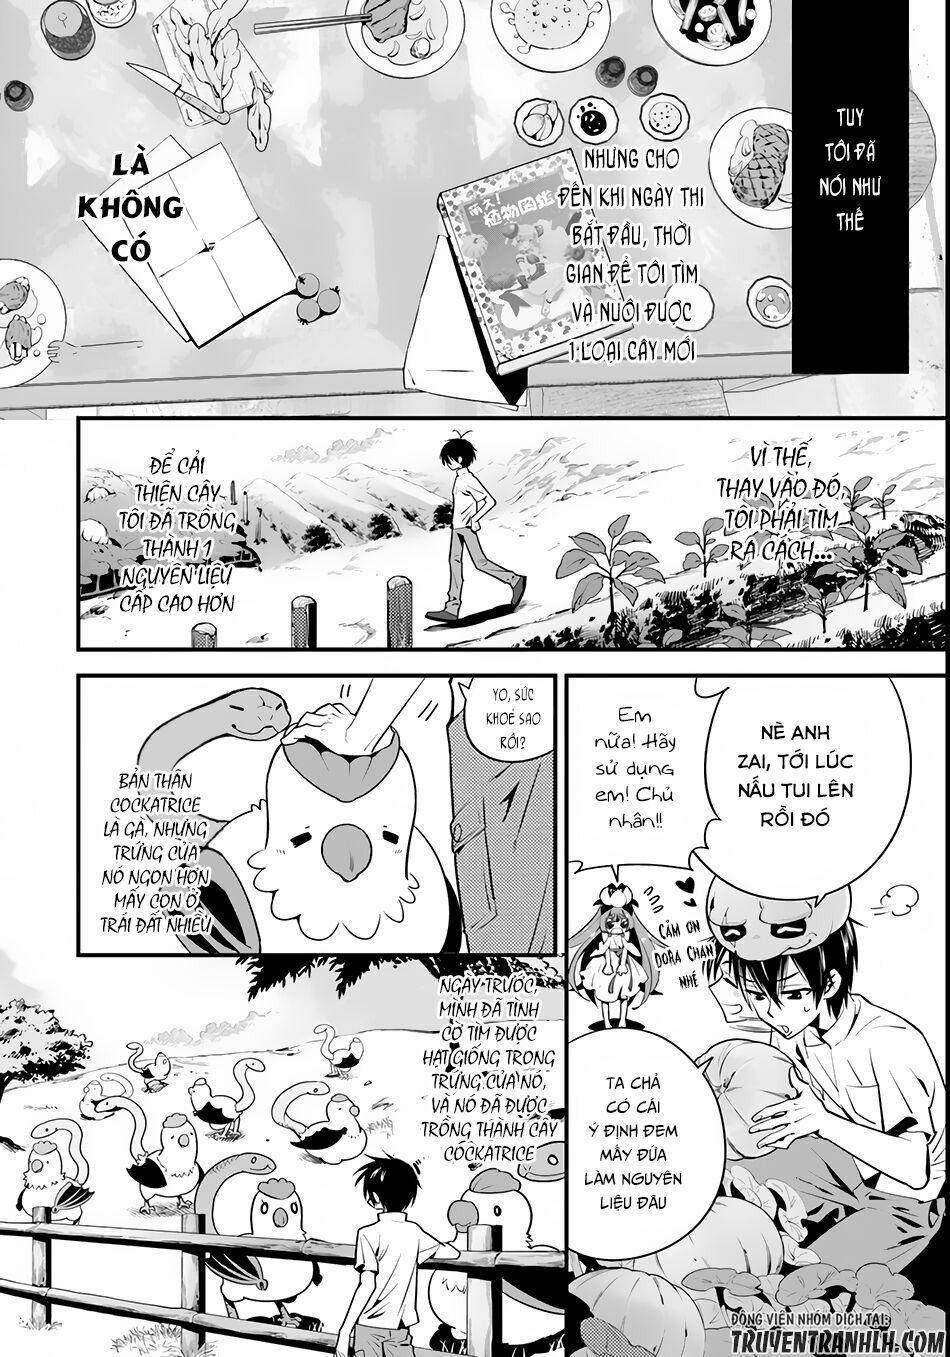 TUY
TÔI ĐÃ
NÓI NHƯ
THẾ
NHƯNG CHO
ĐẾN KHI NGÀY THI
BẮT ĐẦU, THỜI
GIAN ĐỂ TÔI TÌM
VÀ NUÔI ĐƯỢC
1 LOẠI CÂY MỚI
萌え!
植物図鑑
LÀ
KHÔNG
CÓ
VÌ THẾ,
THAY VÀO ĐÓ,
TÔI PHẢI TÌM
RA CÁCH...
ĐỂ CẢI
THIỆN CÂY
TÔI ĐÃ TRỒNG
THÀNH 1
NGUYÊN LIỆU
CẤP CAO HƠN
NÈ ANH
ZAI, TỚI LÚC
NẤU TUI LÊN
RỒI ĐÓ
Em
nữa! Hãy
sử dụng
em! Chủ
nhân!!
CẢM ƠN
DORA CHAN
NHÉ
TA CHẢ
CÓ CÁI
Ý ĐỊNH ĐEM
MẤY ĐỨA
LÀM NGUYÊN
LIỆU ĐÂU
YO, SỨC
KHOẺ SAO
RỒI?
BẢN THÂN
COCKATRICE
LÀ GÀ, NHƯNG
TRỨNG CỦA
NÓ NGON HƠN
MẤY CON Ở
TRÁI ĐẤT NHIỀU
NGÀY TRƯỚC
MÌNH ĐÃ TÌNH
CỜ TÌM ĐƯỢC
HẠT GIỐNG TRONG
TRỨNG CỦA NÓ,
VÀ NÓ ĐÃ ĐƯỢC
TRỒNG THÀNH CÂY
COCKATRICE
ĐỘNG VIÊN NHÓM DỊCH TẠI:
TRUYENTRANHLH.COM